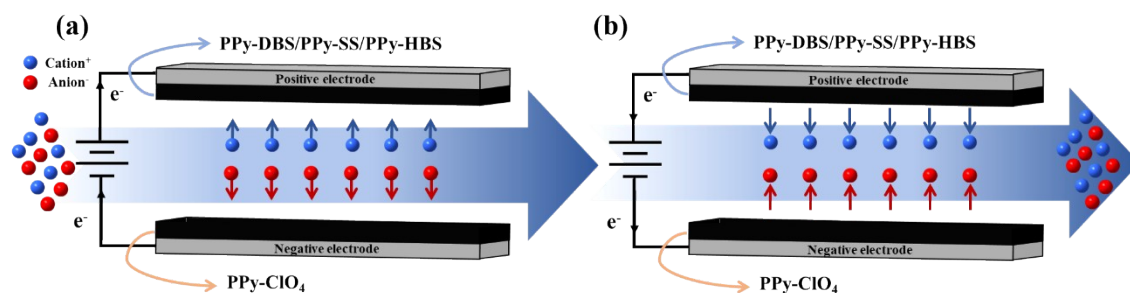 (a)
PPy-DBS/PPy-SS/PPy-HBS
Cation⁺
Anion⁻
Positive electrode
e⁻
e⁻
Negative electrode
PPy-ClO₄
(b)
PPy-DBS/PPy-SS/PPy-HBS
Positive electrode
e⁻
e⁻
Negative electrode
PPy-ClO₄